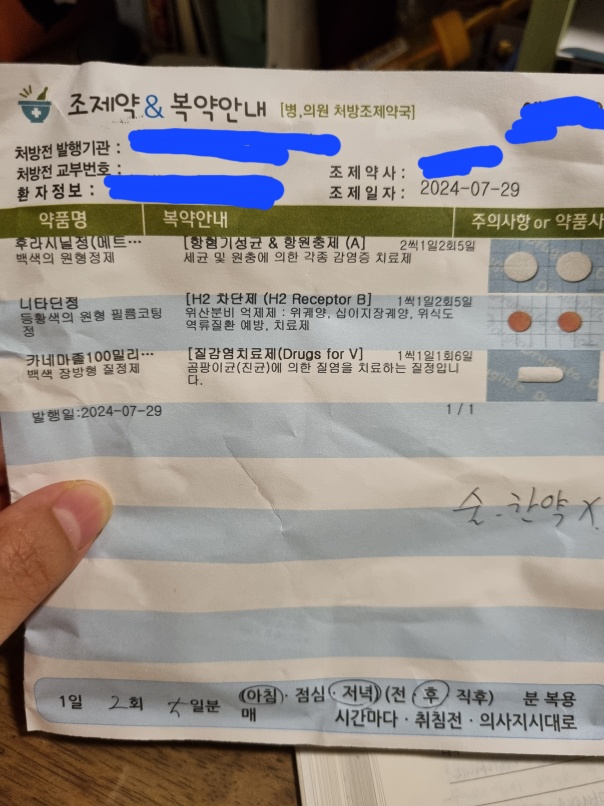 조제약 & 복약안내 [병,의원 처방조제약국]
처방전 발행기관 :
처방전 교부번호 :
환 자 정 보 :
조 제 약 사 :
조 제 일 자 : 2024-07-29
약품명 복약안내 주의사항 or 약품사
후라시닐정(메트… [항혐기성균 & 항원충제 (A] 2씩1일2회5일
백색의 원형정제 세균 및 원충에 의한 각종 감염증 치료제
니타딘정 [H2 차단제 (H2 Receptor B] 1씩1일2회5일
등황색의 원형 필름코팅 위산분비 억제제 : 위궤양, 십이지장궤양, 위식도
정 역류질환 예방, 치료제
카네마졸100밀리… [질감염치료제(Drugs for V] 1씩1일1회6일
백색 장방형 질정제 곰팡이균(진균)에 의한 질염을 치료하는 질정입니
다.
발행일:2024-07-29 1 / 1
술·찬약 X
1일 2회 일분 아침 · 점심 · 저녁 (전 · 후 · 직후) 분 복용
매 시간마다 · 취침전 · 의사지시대로